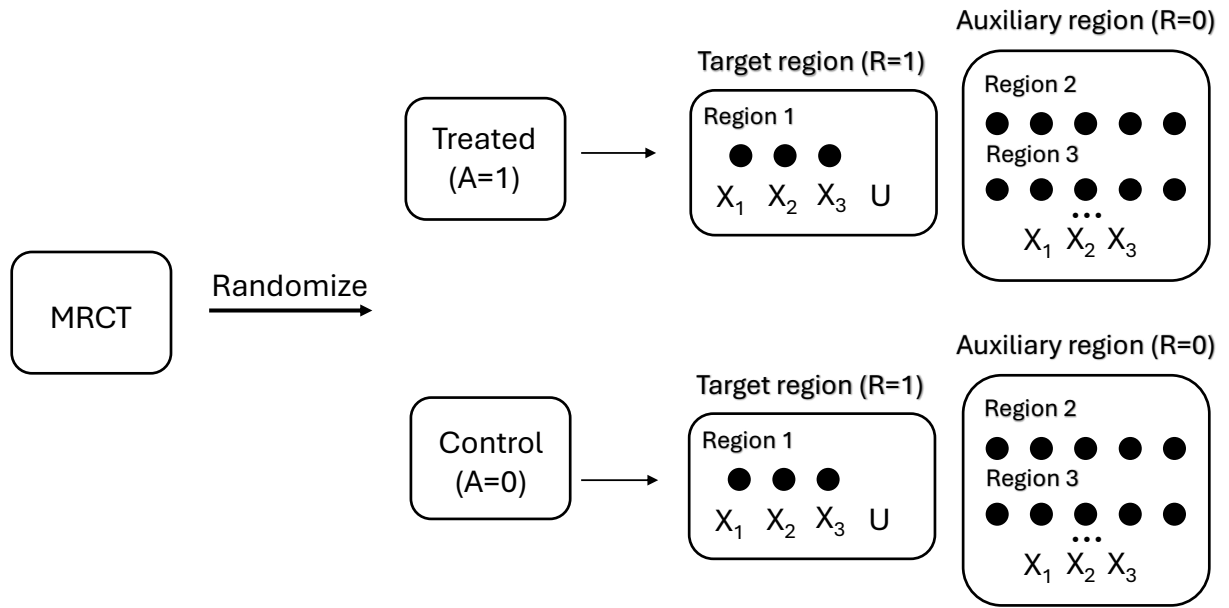 MRCT
Randomize
Treated
(A=1)
Target region (R=1)
Region 1
X₁ X₂ X₃ U
Auxiliary region (R=0)
Region 2
Region 3
...
X₁ X₂ X₃
Control
(A=0)
Target region (R=1)
Region 1
X₁ X₂ X₃ U
Auxiliary region (R=0)
Region 2
Region 3
...
X₁ X₂ X₃